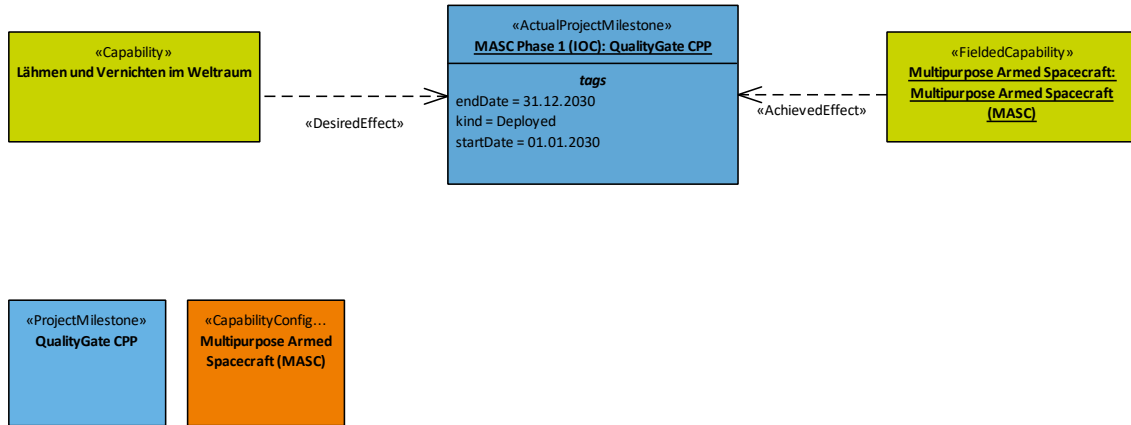 «Capability»
Lähmen und Vernichten im Weltraum
«DesiredEffect»
«ActualProjectMilestone»
MASC Phase 1 (IOC): QualityGate CPP
tags
endDate = 31.12.2030
kind = Deployed
startDate = 01.01.2030
«AchievedEffect»
«FieldedCapability»
Multipurpose Armed Spacecraft:
Multipurpose Armed Spacecraft
(MASC)
«ProjectMilestone»
QualityGate CPP
«CapabilityConfig...
Multipurpose Armed
Spacecraft (MASC)